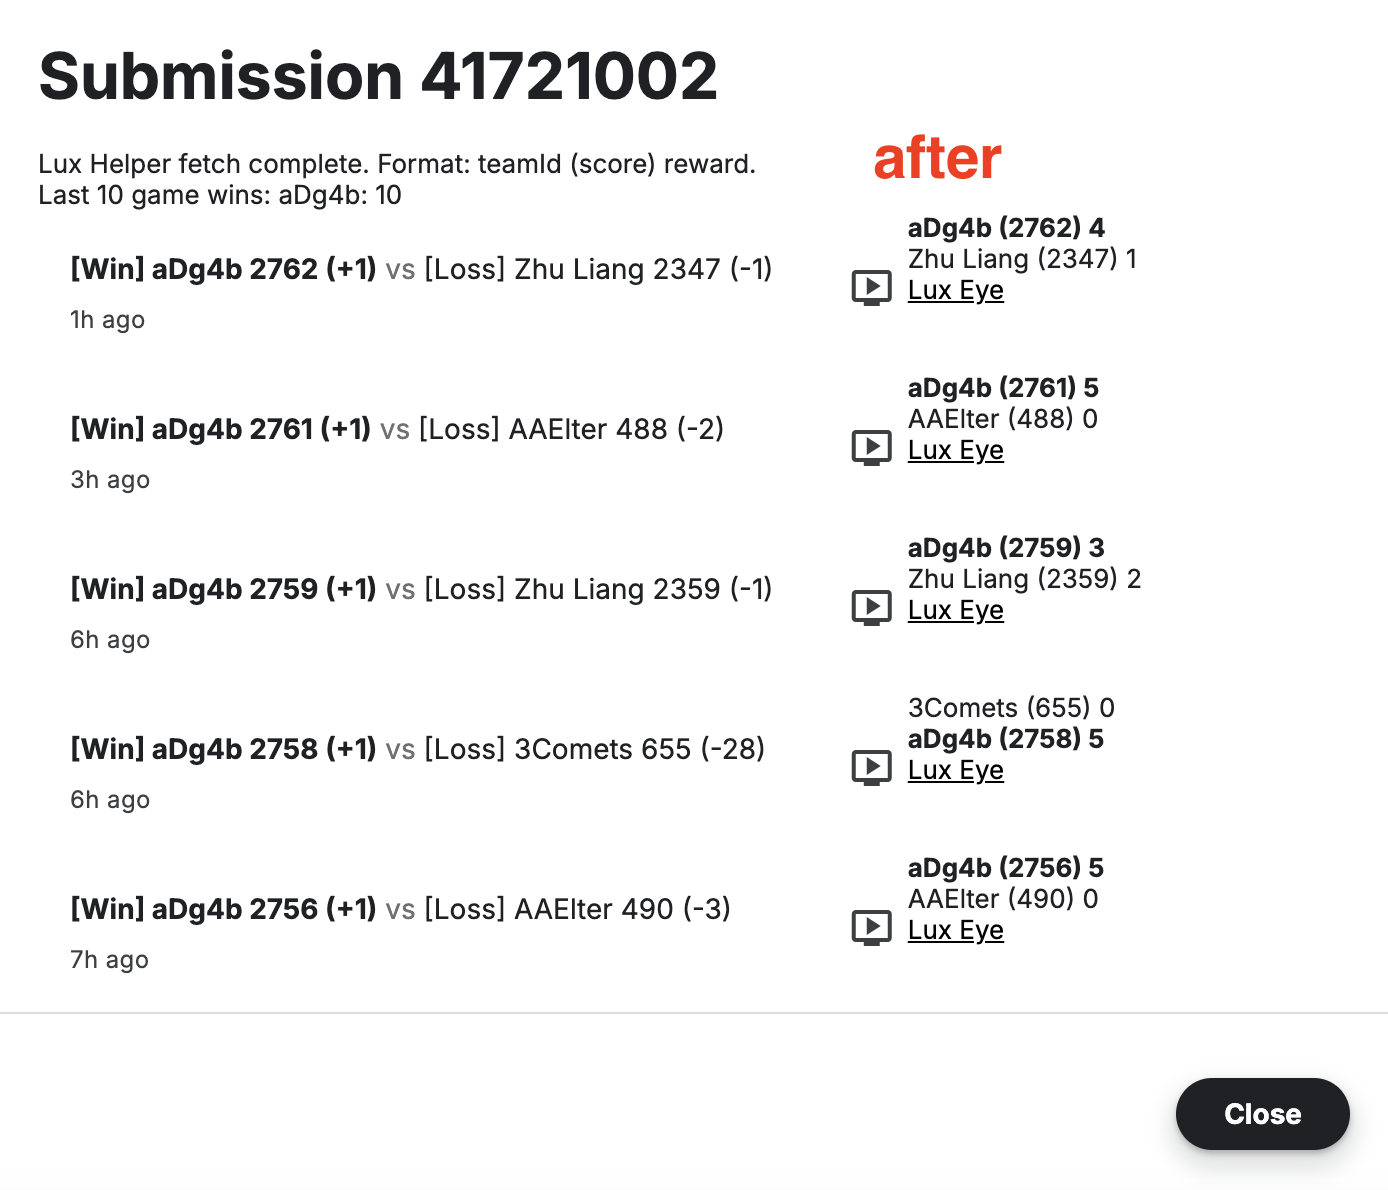 Submission 41721002
after
Lux Helper fetch complete. Format: teamId (score) reward.
Last 10 game wins: aDg4b: 10
[Win] aDg4b 2762 (+1) vs [Loss] Zhu Liang 2347 (-1)
1h ago
aDg4b (2762) 4
Zhu Liang (2347) 1
Lux Eye
[Win] aDg4b 2761 (+1) vs [Loss] AAElter 488 (-2)
3h ago
aDg4b (2761) 5
AAElter (488) 0
Lux Eye
[Win] aDg4b 2759 (+1) vs [Loss] Zhu Liang 2359 (-1)
6h ago
aDg4b (2759) 3
Zhu Liang (2359) 2
Lux Eye
[Win] aDg4b 2758 (+1) vs [Loss] 3Comets 655 (-28)
6h ago
3Comets (655) 0
aDg4b (2758) 5
Lux Eye
[Win] aDg4b 2756 (+1) vs [Loss] AAElter 490 (-3)
7h ago
aDg4b (2756) 5
AAElter (490) 0
Lux Eye
Close